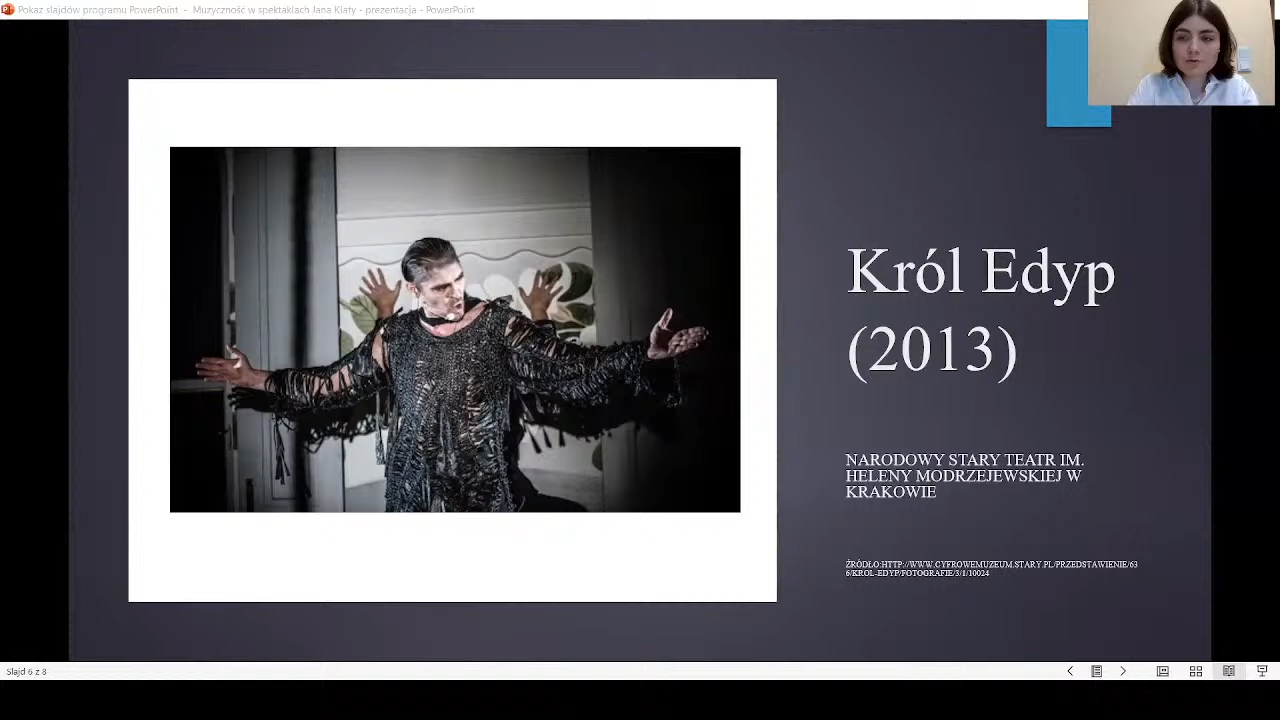 Pokaz slajdów programu PowerPoint - Muzyczność w spektaklach Jana Klaty - prezentacja - PowerPoint
Król Edyp
(2013)
NARODOWY STARY TEATR IM.
HELENY MODRZEJEWSKIEJ W
KRAKOWIE
ŹRÓDŁO:HTTP://WWW.CYFROWEMUZEUM.STARY.PL/PRZEDSTAWIENIE/63
6/KROL-EDYP/FOTOGRAFIE/3/1/10024
Slajd 6 z 8